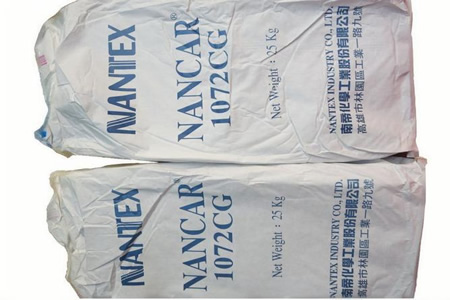 NANTEX
NANCAR®
1072CG
Net Weight : 25 Kg
NANTEX INDUSTRY CO., LTD.
南帝化學工業股份有限公司
高雄市林園區工業一路九號
NANTEX
NANCAR®
1072CG
Net Weight : 25 Kg
NANTEX INDUSTRY CO., LTD.
南帝化學工業股份有限公司
高雄市林園區工業一路九號